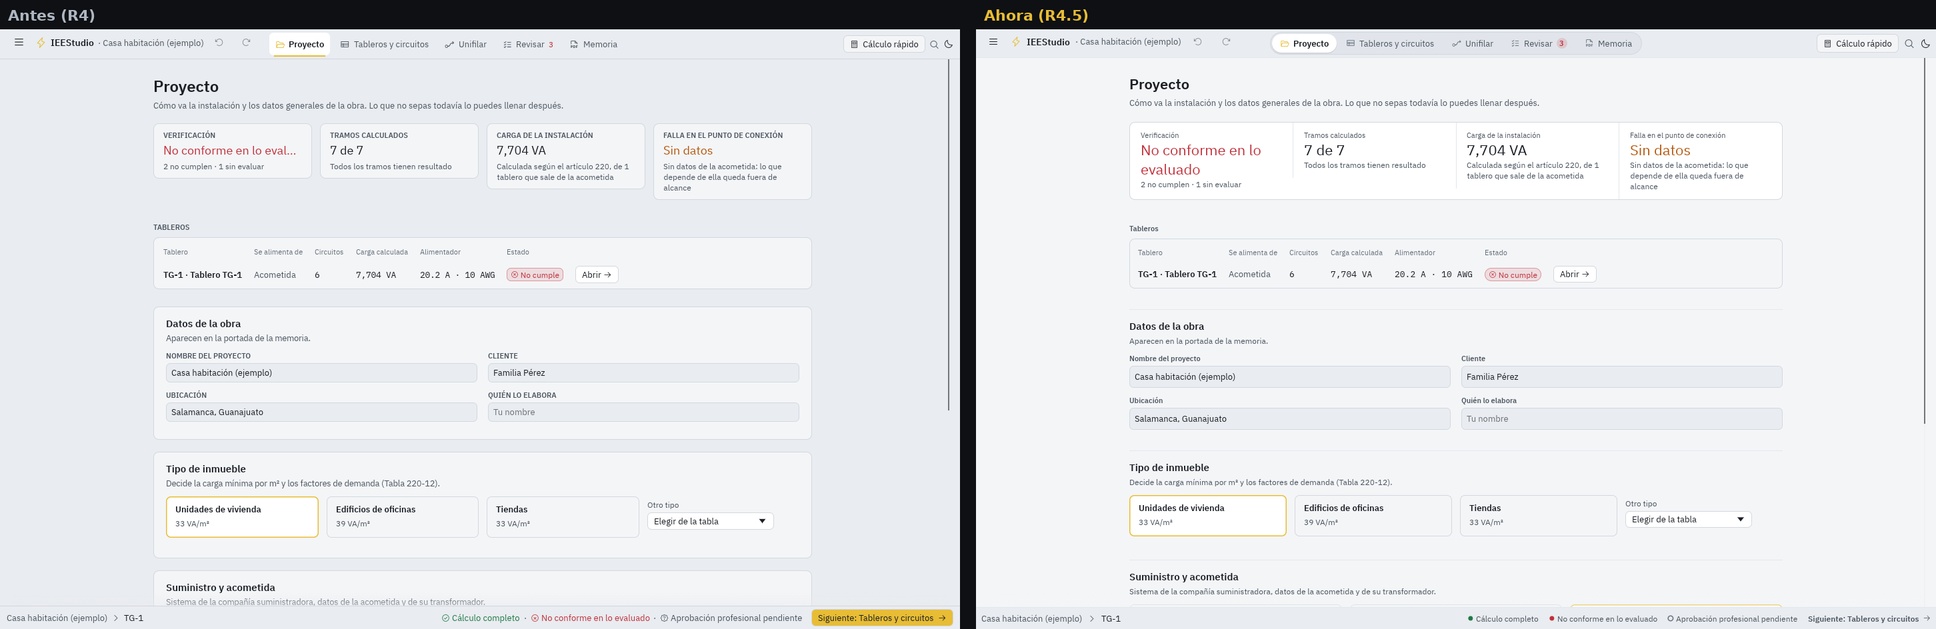 Antes (R4)
IEEStudio · Casa habitación (ejemplo) Proyecto Tableros y circuitos Unifilar Revisar 3 Memoria Cálculo rápido
Proyecto
Cómo va la instalación y los datos generales de la obra. Lo que no sepas todavía lo puedes llenar después.
VERIFICACIÓN
No conforme en lo eval...
2 no cumplen · 1 sin evaluar
TRAMOS CALCULADOS
7 de 7
Todos los tramos tienen resultado
CARGA DE LA INSTALACIÓN
7,704 VA
Calculada según el artículo 220, de 1
tablero que sale de la acometida
FALLA EN EL PUNTO DE CONEXIÓN
Sin datos
Sin datos de la acometida: lo que
depende de ella queda fuera de
alcance
TABLEROS
Tablero Se alimenta de Circuitos Carga calculada Alimentador Estado
TG-1 · Tablero TG-1 Acometida 6 7,704 VA 20.2 A · 10 AWG No cumple Abrir →
Datos de la obra
Aparecen en la portada de la memoria.
NOMBRE DEL PROYECTO CLIENTE
Casa habitación (ejemplo) Familia Pérez
UBICACIÓN QUIÉN LO ELABORA
Salamanca, Guanajuato Tu nombre
Tipo de inmueble
Decide la carga mínima por m² y los factores de demanda (Tabla 220-12).
Unidades de vivienda
33 VA/m²
Edificios de oficinas
39 VA/m²
Tiendas
33 VA/m²
Otro tipo
Elegir de la tabla
Suministro y acometida
Sistema de la compañía suministradora, datos de la acometida y de su transformador.
Casa habitación (ejemplo) > TG-1 Cálculo completo · No conforme en lo evaluado · Aprobación profesional pendiente Siguiente: Tableros y circuitos →
Ahora (R4.5)
IEEStudio · Casa habitación (ejemplo) Proyecto Tableros y circuitos Unifilar Revisar 3 Memoria Cálculo rápido
Proyecto
Cómo va la instalación y los datos generales de la obra. Lo que no sepas todavía lo puedes llenar después.
Verificación
No conforme en lo
evaluado
2 no cumplen · 1 sin evaluar
Tramos calculados
7 de 7
Todos los tramos tienen resultado
Carga de la instalación
7,704 VA
Calculada según el artículo 220, de 1
tablero que sale de la acometida
Falla en el punto de conexión
Sin datos
Sin datos de la acometida: lo que
depende de ella queda fuera de
alcance
Tableros
Tablero Se alimenta de Circuitos Carga calculada Alimentador Estado
TG-1 · Tablero TG-1 Acometida 6 7,704 VA 20.2 A · 10 AWG No cumple Abrir →
Datos de la obra
Aparecen en la portada de la memoria.
Nombre del proyecto Cliente
Casa habitación (ejemplo) Familia Pérez
Ubicación Quién lo elabora
Salamanca, Guanajuato Tu nombre
Tipo de inmueble
Decide la carga mínima por m² y los factores de demanda (Tabla 220-12).
Unidades de vivienda
33 VA/m²
Edificios de oficinas
39 VA/m²
Tiendas
33 VA/m²
Otro tipo
Elegir de la tabla
Suministro y acometida
Sistema de la compañía suministradora, datos de la acometida y de su transformador.
Casa habitación (ejemplo) > TG-1 Cálculo completo No conforme en lo evaluado Aprobación profesional pendiente Siguiente: Tableros y circuitos →